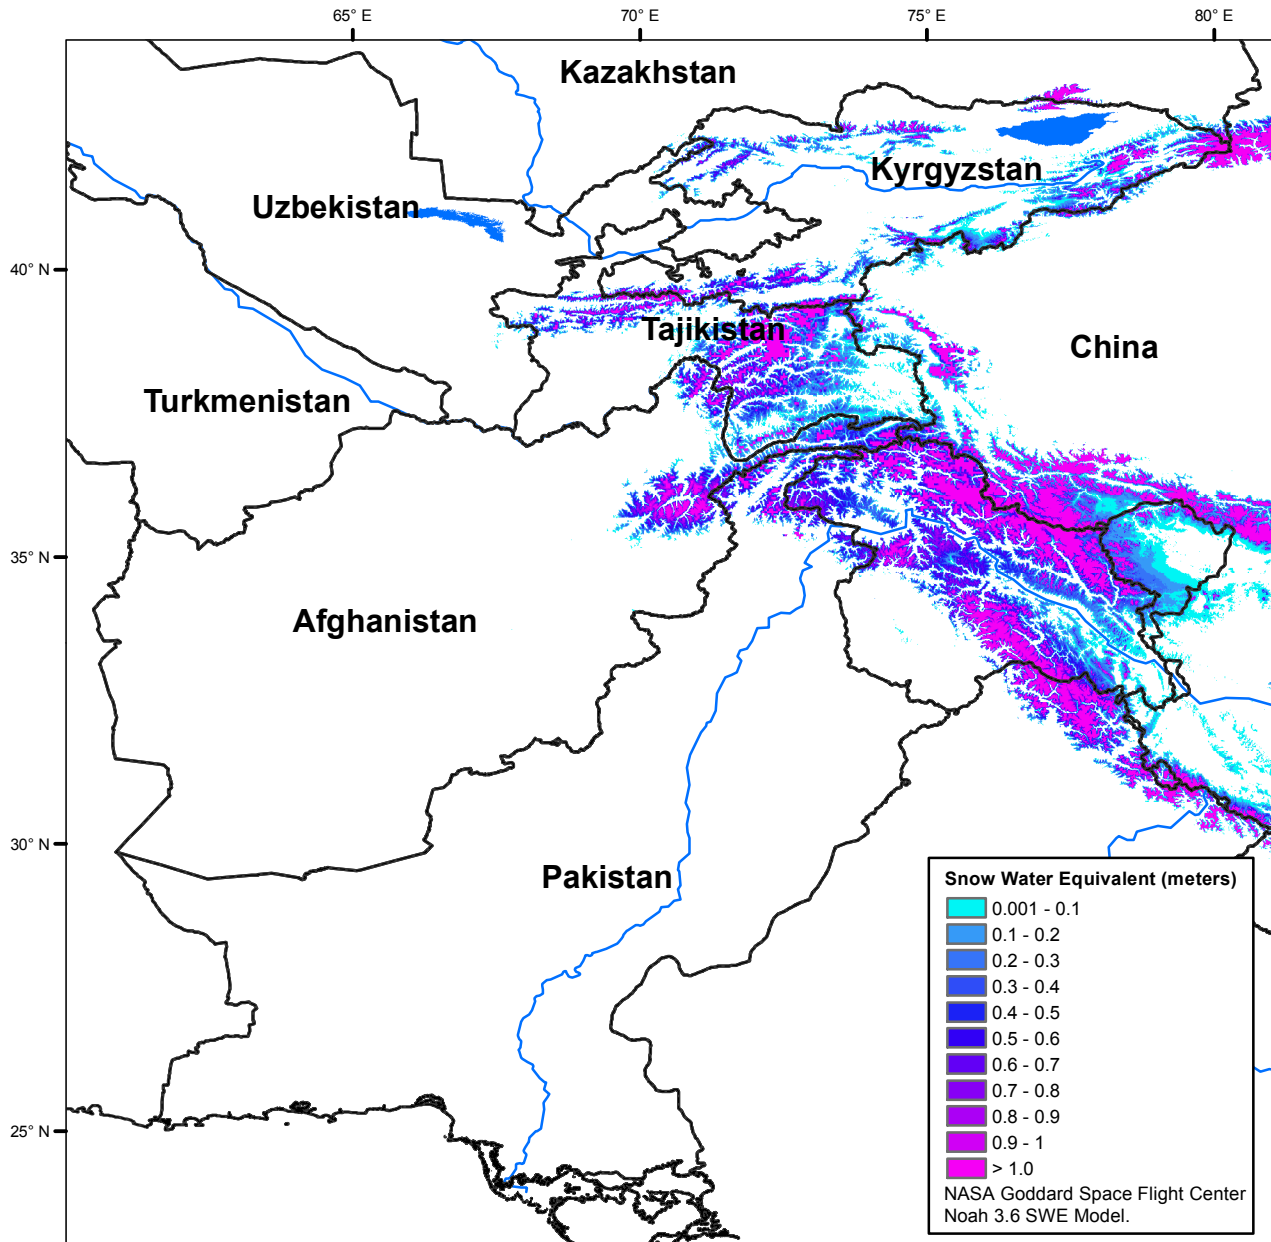 65° E
70° E
75° E
80° E
Kazakhstan
Kyrgyzstan
Uzbekistan
40° N
Tajikistan
China
Turkmenistan
35° N
Afghanistan
30° N
Pakistan
25° N
Snow Water Equivalent (meters)
0.001 - 0.1
0.1 - 0.2
0.2 - 0.3
0.3 - 0.4
0.4 - 0.5
0.5 - 0.6
0.6 - 0.7
0.7 - 0.8
0.8 - 0.9
0.9 - 1
> 1.0
NASA Goddard Space Flight Center
Noah 3.6 SWE Model.